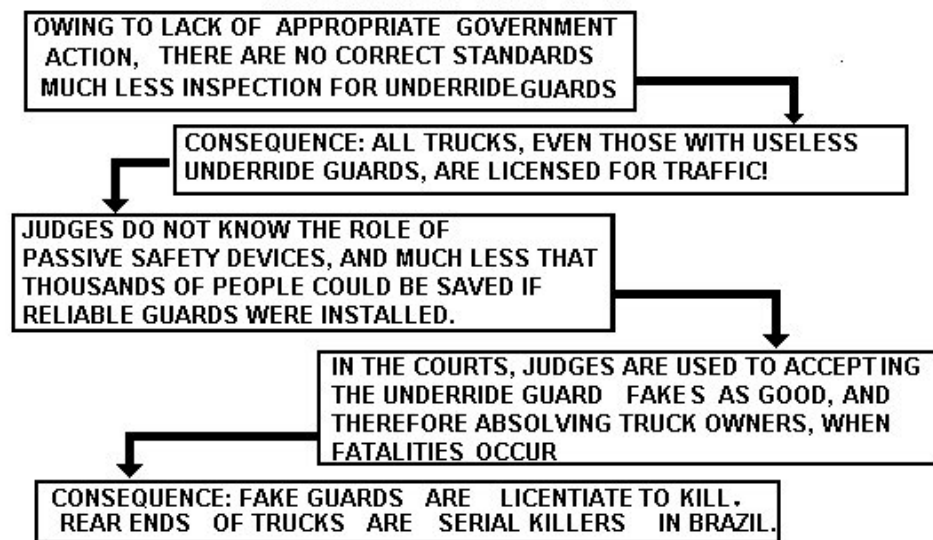 OWING TO LACK OF APPROPRIATE GOVERNMENT
ACTION, THERE ARE NO CORRECT STANDARDS
MUCH LESS INSPECTION FOR UNDERRIDE GUARDS
CONSEQUENCE: ALL TRUCKS, EVEN THOSE WITH USELESS
UNDERRIDE GUARDS, ARE LICENSED FOR TRAFFIC!
JUDGES DO NOT KNOW THE ROLE OF
PASSIVE SAFETY DEVICES, AND MUCH LESS THAT
THOUSANDS OF PEOPLE COULD BE SAVED IF
RELIABLE GUARDS WERE INSTALLED.
IN THE COURTS, JUDGES ARE USED TO ACCEPTING
THE UNDERRIDE GUARD FAKES AS GOOD, AND
THEREFORE ABSOLVING TRUCK OWNERS, WHEN
FATALITIES OCCUR
CONSEQUENCE: FAKE GUARDS ARE LICENTIATE TO KILL.
REAR ENDS OF TRUCKS ARE SERIAL KILLERS IN BRAZIL.